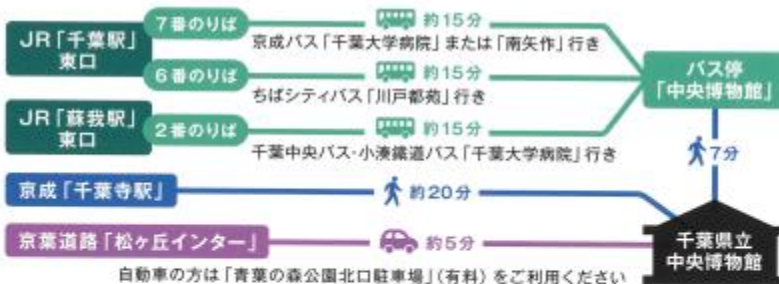 JR「千葉駅」
東口
7番のりば
約15分
京成バス「千葉大学病院」または「南矢作」行き
6番のりば
約15分
ちばシティバス「川戸都苑」行き
バス停
「中央博物館」
JR「蘇我駅」
東口
2番のりば
約15分
千葉中央バス・小湊鐵道バス「千葉大学病院」行き
7分
京成「千葉寺駅」
約20分
京葉道路「松ヶ丘インター」
約5分
千葉県立
中央博物館
自動車の方は「青葉の森公園北口駐車場」(有料)をご利用ください